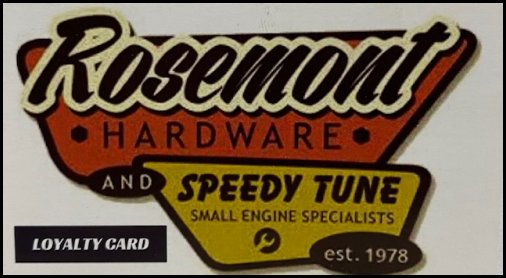 Rosemont
HARDWARE
AND SPEEDY TUNE
SMALL ENGINE SPECIALISTS
est. 1978
LOYALTY CARD